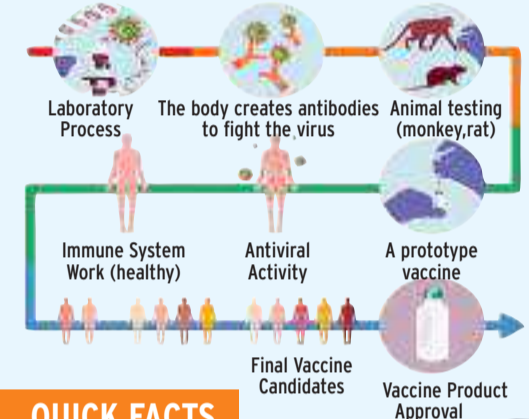 Laboratory
Process
The body creates antibodies
to fight the virus
Animal testing
(monkey,rat)
Immune System
Work (healthy)
Antiviral
Activity
A prototype
vaccine
Final Vaccine
Candidates
Vaccine Product
Approval
QUICK FACTS